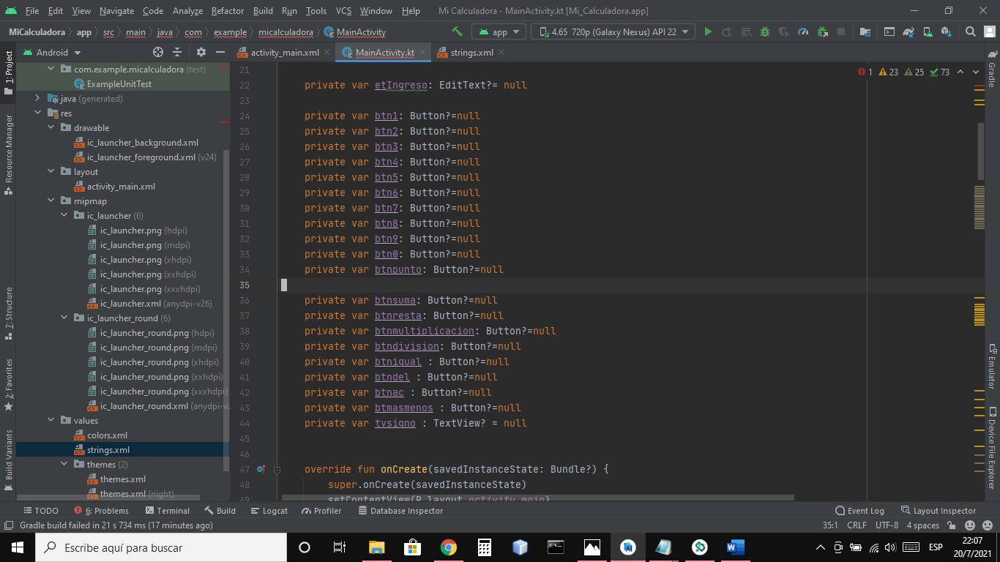 File Edit View Navigate Code Analyze Refactor Build Run Tools VCS Window Help Mi Calculadora - MainActivity.kt [Mi_Calculadora.app]
MiCalculadora app src main java com example micalculadora MainActivity app 4.65 720p (Galaxy Nexus) API 22
Android activity_main.xml MainActivity.kt strings.xml
1: Project
Resource Manager
7: Structure
2: Favorites
Build Variants
com.example.micalculadora (test)
ExampleUnitTest
java (generated)
res
drawable
ic_launcher_background.xml
ic_launcher_foreground.xml (v24)
layout
activity_main.xml
mipmap
ic_launcher (6)
ic_launcher.png (hdpi)
ic_launcher.png (mdpi)
ic_launcher.png (xhdpi)
ic_launcher.png (xxhdpi)
ic_launcher.png (xxxhdpi)
ic_launcher.xml (anydpi-v26)
ic_launcher_round (6)
ic_launcher_round.png (hdpi)
ic_launcher_round.png (mdpi)
ic_launcher_round.png (xhdpi)
ic_launcher_round.png (xxhdpi)
ic_launcher_round.png (xxxhdpi)
ic_launcher_round.xml (anydpi-v2
values
colors.xml
strings.xml
themes (2)
themes.xml
themes.xml (night)
1 23 25 73
21
22 private var etIngreso: EditText?= null
23
24 private var btn1: Button?=null
25 private var btn2: Button?=null
26 private var btn3: Button?=null
27 private var btn4: Button?=null
28 private var btn5: Button?=null
29 private var btn6: Button?=null
30 private var btn7: Button?=null
31 private var btn8: Button?=null
32 private var btn9: Button?=null
33 private var btn0: Button?=null
34 private var btnpunto: Button?=null
35
36 private var btnsuma: Button?=null
37 private var btnresta: Button?=null
38 private var btnmultiplicacion: Button?=null
39 private var btndivision: Button?=null
40 private var btnigual : Button?=null
41 private var btndel : Button?=null
42 private var btnac : Button?=null
43 private var btmasmenos : Button?=null
44 private var tvsigno : TextView? = null
45
46
47 override fun onCreate(savedInstanceState: Bundle?) {
48 super.onCreate(savedInstanceState)
49 setContentView(R.layout.activity_main)
Gradle
Emulator
Device File Explorer
TODO 6: Problems Terminal Build Logcat Profiler Database Inspector Event Log Layout Inspector
Gradle build failed in 21 s 734 ms (17 minutes ago) 35:1 CRLF UTF-8 4 spaces
Escribe aquí para buscar
ESP
22:07
20/7/2021